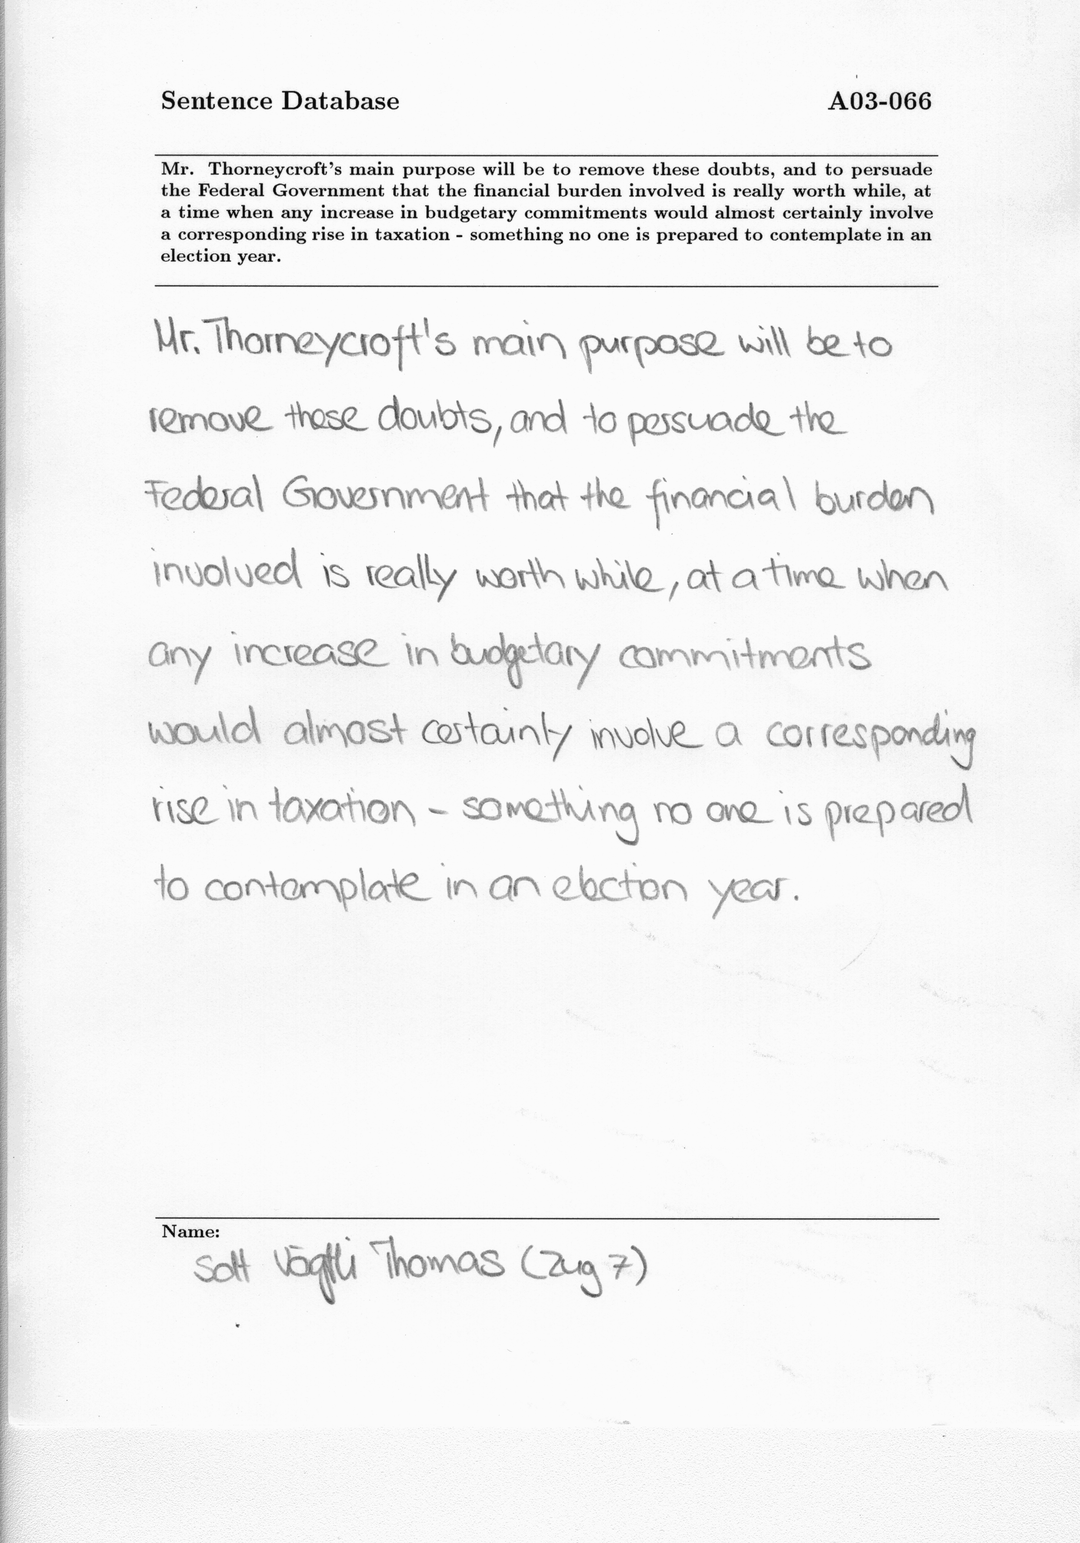 Sentence Database A03-066
Mr. Thorneycroft's main purpose will be to remove these doubts, and to persuade
the Federal Government that the financial burden involved is really worth while, at
a time when any increase in budgetary commitments would almost certainly involve
a corresponding rise in taxation - something no one is prepared to contemplate in an
election year.
Mr. Thorneycroft's main purpose will be to
remove these doubts, and to persuade the
Federal Government that the financial burden
involved is really worth while, at a time when
any increase in budgetary commitments
would almost certainly involve a corresponding
rise in taxation - something no one is prepared
to contemplate in an election year.
Name:
Vögtli Thomas (Zug 7)